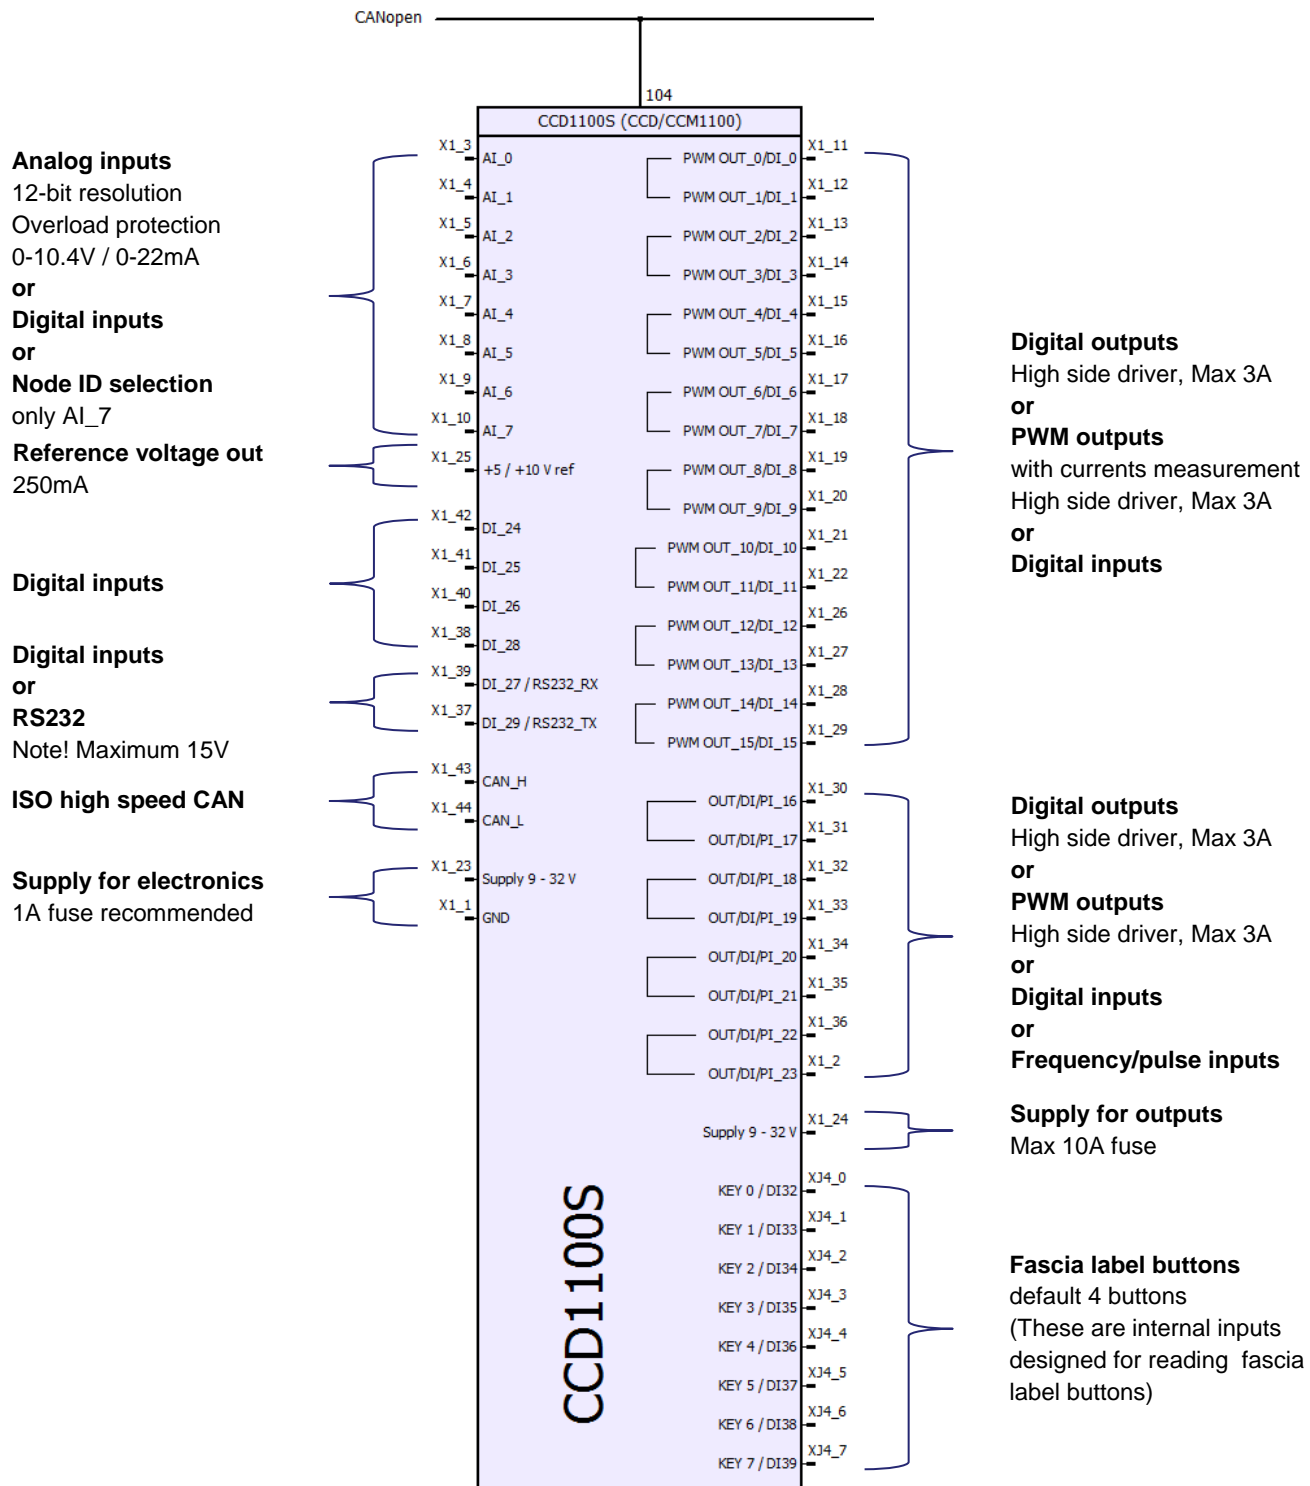 CANopen
104
CCD1100S (CCD/CCM1100)
Analog inputs
12-bit resolution
Overload protection
0-10.4V / 0-22mA
or
Digital inputs
or
Node ID selection
only AI_7
Reference voltage out
250mA
Digital inputs
Digital inputs
or
RS232
Note! Maximum 15V
ISO high speed CAN
Supply for electronics
1A fuse recommended
X1_3 AI_0
X1_4 AI_1
X1_5 AI_2
X1_6 AI_3
X1_7 AI_4
X1_8 AI_5
X1_9 AI_6
X1_10 AI_7
X1_25 +5 / +10 V ref
X1_42 DI_24
X1_41 DI_25
X1_40 DI_26
X1_38 DI_28
X1_39 DI_27 / RS232_RX
X1_37 DI_29 / RS232_TX
X1_43 CAN_H
X1_44 CAN_L
X1_23 Supply 9 - 32 V
X1_1 GND
CCD1100S
PWM OUT_0/DI_0 X1_11
PWM OUT_1/DI_1 X1_12
PWM OUT_2/DI_2 X1_13
PWM OUT_3/DI_3 X1_14
PWM OUT_4/DI_4 X1_15
PWM OUT_5/DI_5 X1_16
PWM OUT_6/DI_6 X1_17
PWM OUT_7/DI_7 X1_18
PWM OUT_8/DI_8 X1_19
PWM OUT_9/DI_9 X1_20
PWM OUT_10/DI_10 X1_21
PWM OUT_11/DI_11 X1_22
PWM OUT_12/DI_12 X1_26
PWM OUT_13/DI_13 X1_27
PWM OUT_14/DI_14 X1_28
PWM OUT_15/DI_15 X1_29
OUT/DI/PI_16 X1_30
OUT/DI/PI_17 X1_31
OUT/DI/PI_18 X1_32
OUT/DI/PI_19 X1_33
OUT/DI/PI_20 X1_34
OUT/DI/PI_21 X1_35
OUT/DI/PI_22 X1_36
OUT/DI/PI_23 X1_2
Supply 9 - 32 V X1_24
KEY 0 / DI32 XJ4_0
KEY 1 / DI33 XJ4_1
KEY 2 / DI34 XJ4_2
KEY 3 / DI35 XJ4_3
KEY 4 / DI36 XJ4_4
KEY 5 / DI37 XJ4_5
KEY 6 / DI38 XJ4_6
KEY 7 / DI39 XJ4_7
Digital outputs
High side driver, Max 3A
or
PWM outputs
with currents measurement
High side driver, Max 3A
or
Digital inputs
Digital outputs
High side driver, Max 3A
or
PWM outputs
High side driver, Max 3A
or
Digital inputs
or
Frequency/pulse inputs
Supply for outputs
Max 10A fuse
Fascia label buttons
default 4 buttons
(These are internal inputs
designed for reading fascia
label buttons)